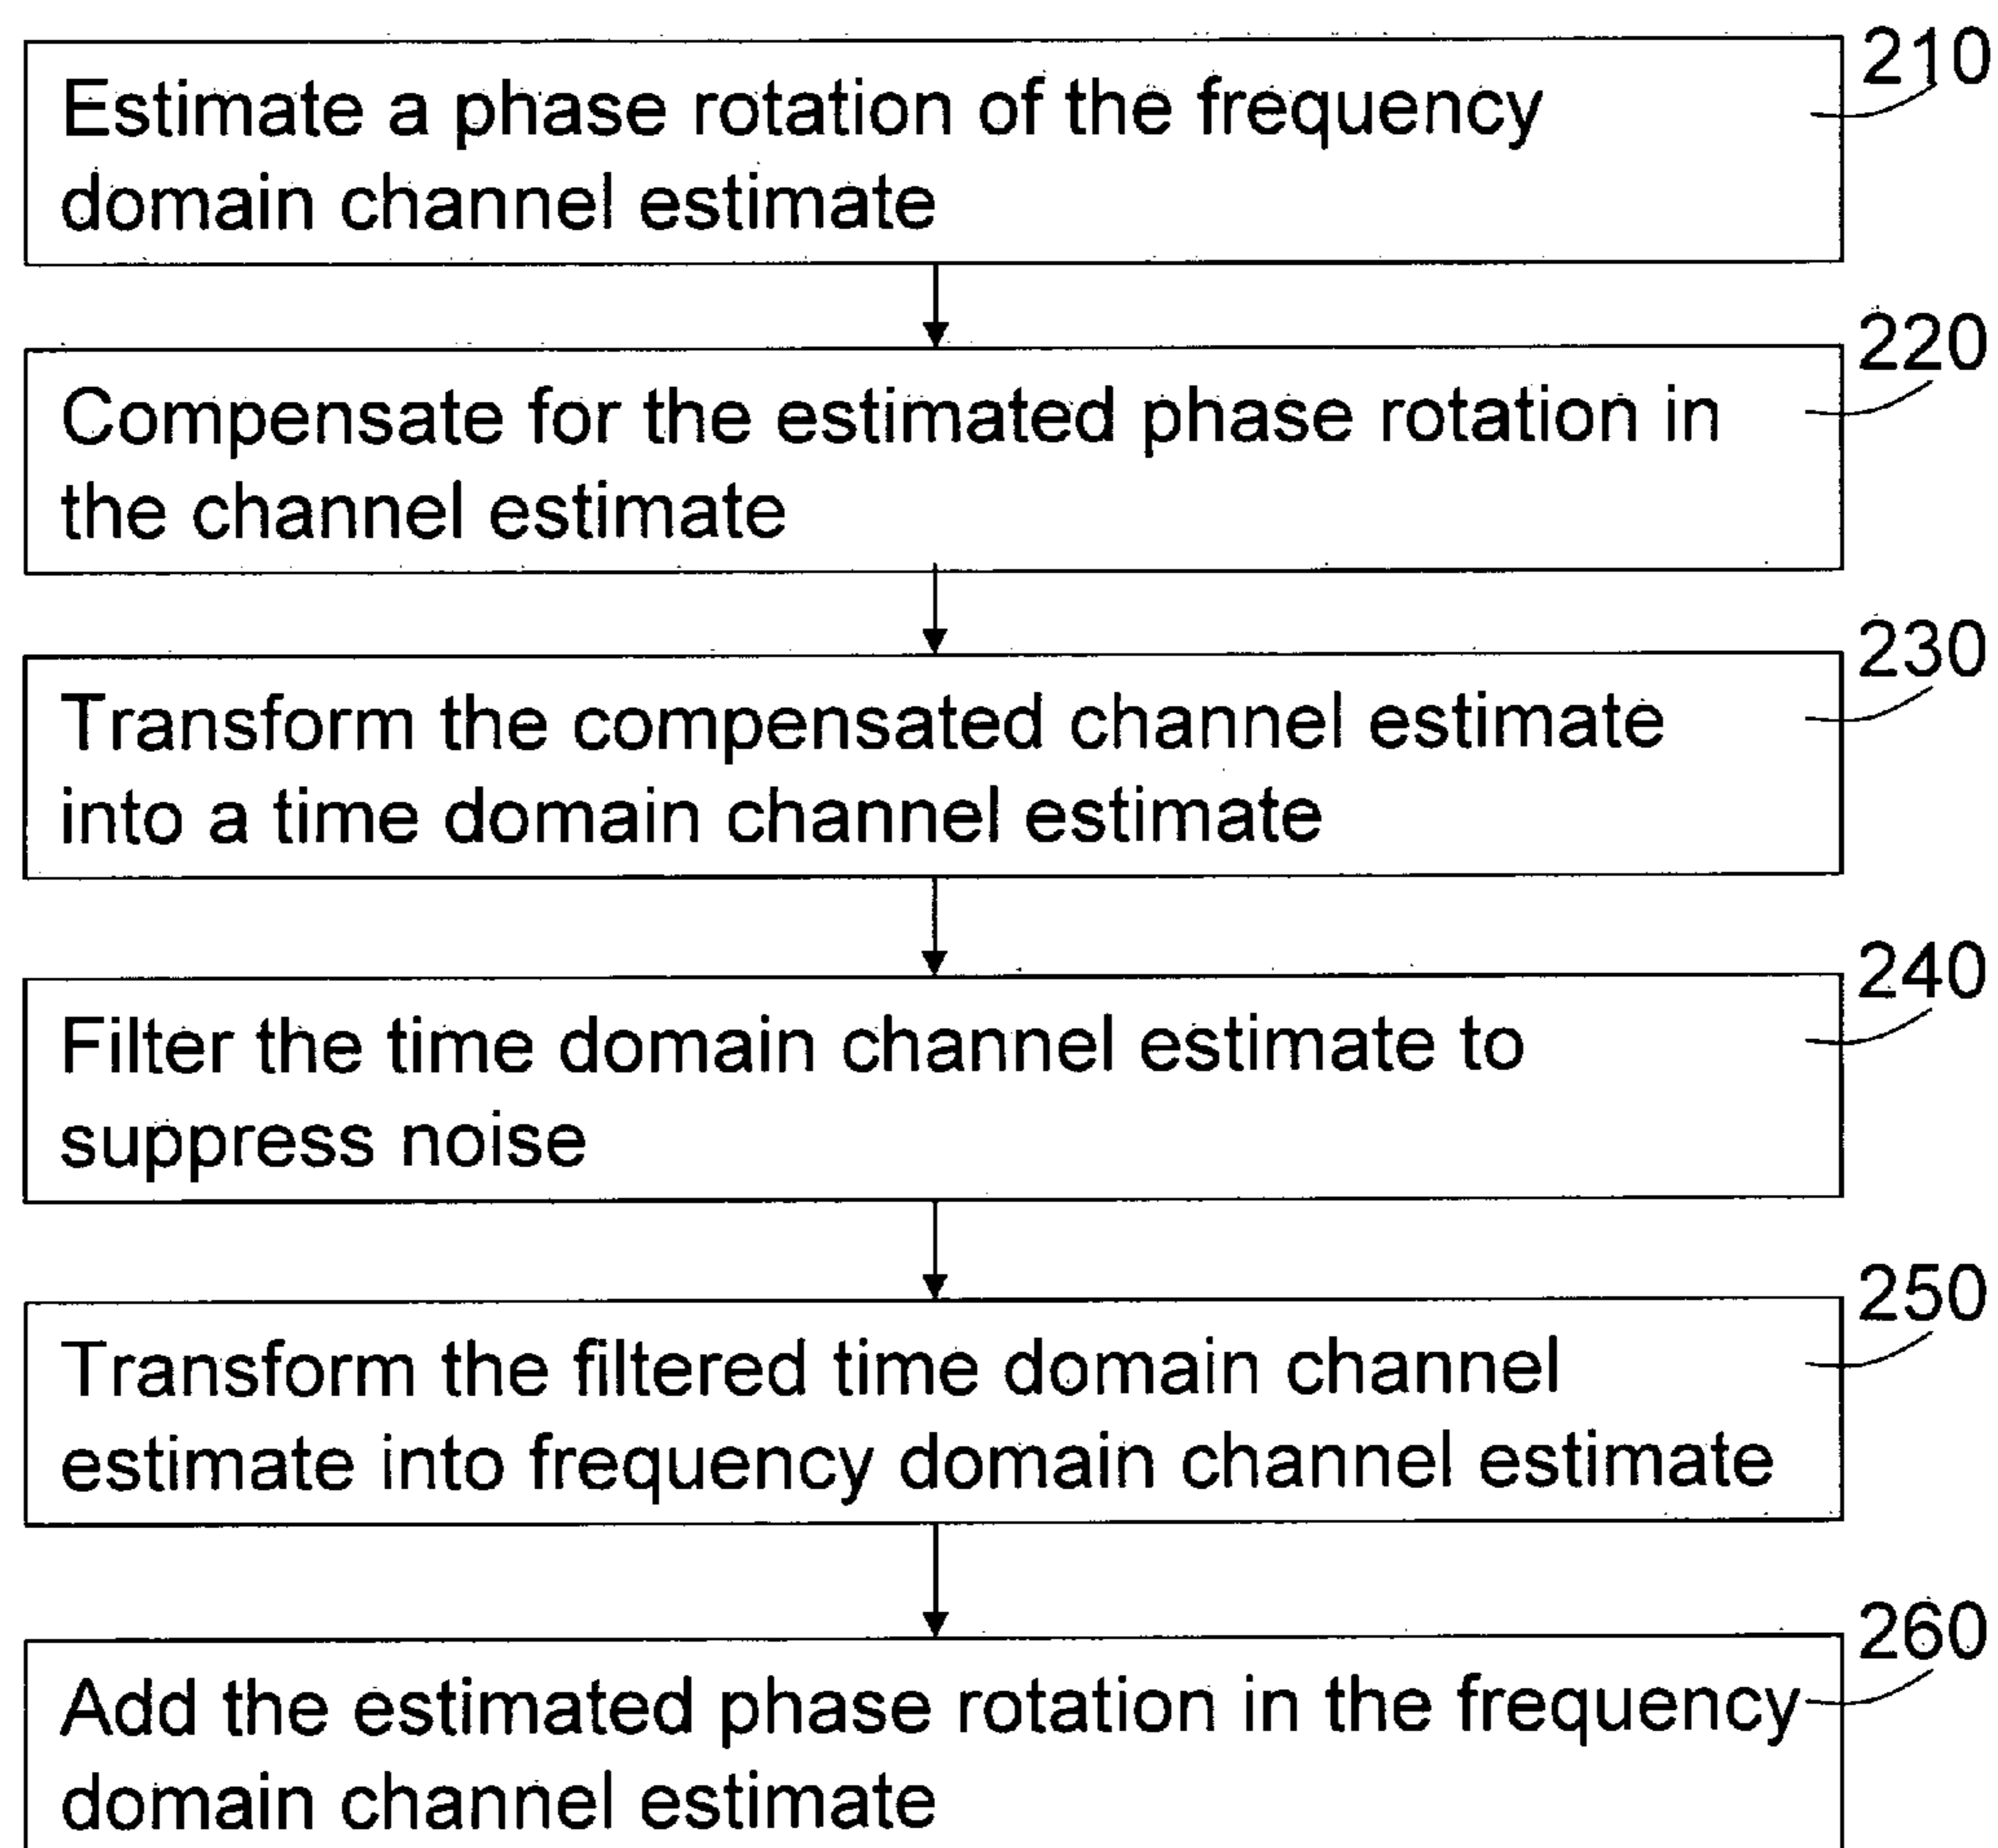 210
Estimate a phase rotation of the frequency
domain channel estimate
220
Compensate for the estimated phase rotation in
the channel estimate
230
Transform the compensated channel estimate
into a time domain channel estimate
240
Filter the time domain channel estimate to
suppress noise
250
Transform the filtered time domain channel
estimate into frequency domain channel estimate
260
Add the estimated phase rotation in the frequency
domain channel estimate